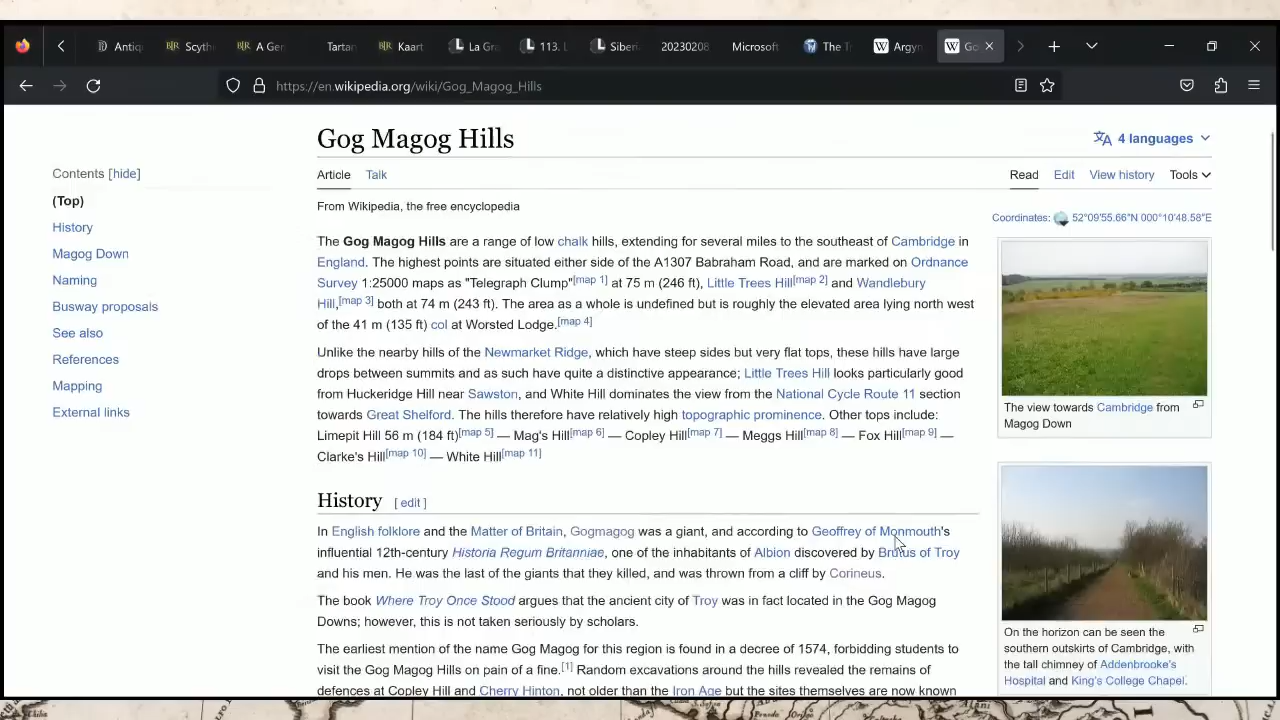 Antiq
BJR Scyth
BJR A Ger
Tartar
BJR Kaart
La Gra
113. L
Siber
20230208
Microsoft
The T
W Argyn
W Go
https://en.wikipedia.org/wiki/Gog_Magog_Hills
Gog Magog Hills
4 languages
Contents [hide]
Article Talk
Read Edit View history Tools
(Top)
From Wikipedia, the free encyclopedia
Coordinates: 52°09′55.66″N 000°10′48.58″E
History
Magog Down
Naming
Busway proposals
See also
References
Mapping
External links
The Gog Magog Hills are a range of low chalk hills, extending for several miles to the southeast of Cambridge in
England. The highest points are situated either side of the A1307 Babraham Road, and are marked on Ordnance
Survey 1:25000 maps as "Telegraph Clump"[map 1] at 75 m (246 ft), Little Trees Hill[map 2] and Wandlebury
Hill,[map 3] both at 74 m (243 ft). The area as a whole is undefined but is roughly the elevated area lying north west
of the 41 m (135 ft) col at Worsted Lodge.[map 4]
Unlike the nearby hills of the Newmarket Ridge, which have steep sides but very flat tops, these hills have large
drops between summits and as such have quite a distinctive appearance; Little Trees Hill looks particularly good
from Huckeridge Hill near Sawston, and White Hill dominates the view from the National Cycle Route 11 section
towards Great Shelford. The hills therefore have relatively high topographic prominence. Other tops include:
Limepit Hill 56 m (184 ft)[map 5] — Mag's Hill[map 6] — Copley Hill[map 7] — Meggs Hill[map 8] — Fox Hill[map 9] —
Clarke's Hill[map 10] — White Hill[map 11]
The view towards Cambridge from
Magog Down
History [ edit ]
In English folklore and the Matter of Britain, Gogmagog was a giant, and according to Geoffrey of Monmouth's
influential 12th-century Historia Regum Britanniae, one of the inhabitants of Albion discovered by Brutus of Troy
and his men. He was the last of the giants that they killed, and was thrown from a cliff by Corineus.
The book Where Troy Once Stood argues that the ancient city of Troy was in fact located in the Gog Magog
Downs; however, this is not taken seriously by scholars.
The earliest mention of the name Gog Magog for this region is found in a decree of 1574, forbidding students to
visit the Gog Magog Hills on pain of a fine.[1] Random excavations around the hills revealed the remains of
defences at Copley Hill and Cherry Hinton, not older than the Iron Age but the sites themselves are now known
On the horizon can be seen the
southern outskirts of Cambridge, with
the tall chimney of Addenbrooke's
Hospital and King's College Chapel.
Alani